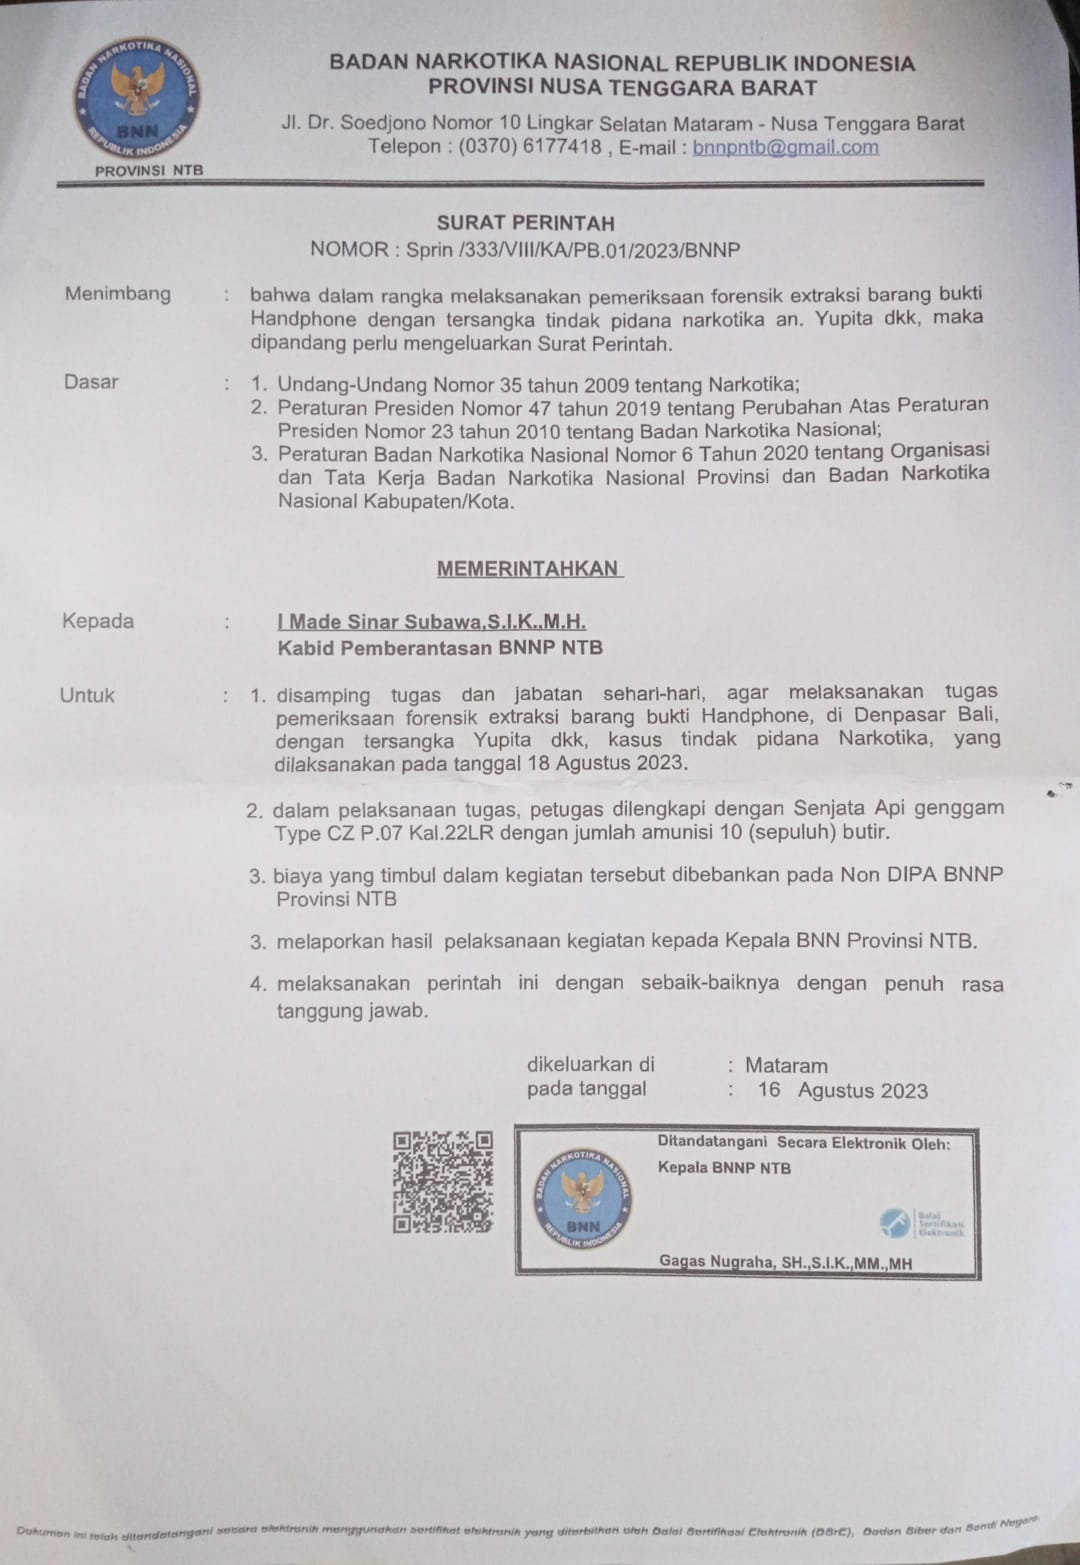 BADAN NARKOTIKA NASIONAL
BNN
REPUBLIK INDONESIA
PROVINSI NTB
BADAN NARKOTIKA NASIONAL REPUBLIK INDONESIA
PROVINSI NUSA TENGGARA BARAT
Jl. Dr. Soedjono Nomor 10 Lingkar Selatan Mataram - Nusa Tenggara Barat
Telepon : (0370) 6177418 , E-mail : bnnpntb@gmail.com
SURAT PERINTAH
NOMOR : Sprin /333/VIII/KA/PB.01/2023/BNNP
Menimbang : bahwa dalam rangka melaksanakan pemeriksaan forensik extraksi barang bukti
Handphone dengan tersangka tindak pidana narkotika an. Yupita dkk, maka
dipandang perlu mengeluarkan Surat Perintah.
Dasar : 1. Undang-Undang Nomor 35 tahun 2009 tentang Narkotika;
2. Peraturan Presiden Nomor 47 tahun 2019 tentang Perubahan Atas Peraturan
Presiden Nomor 23 tahun 2010 tentang Badan Narkotika Nasional;
3. Peraturan Badan Narkotika Nasional Nomor 6 Tahun 2020 tentang Organisasi
dan Tata Kerja Badan Narkotika Nasional Provinsi dan Badan Narkotika
Nasional Kabupaten/Kota.
MEMERINTAHKAN
Kepada : I Made Sinar Subawa,S.I.K.,M.H.
Kabid Pemberantasan BNNP NTB
Untuk : 1. disamping tugas dan jabatan sehari-hari, agar melaksanakan tugas
pemeriksaan forensik extraksi barang bukti Handphone, di Denpasar Bali,
dengan tersangka Yupita dkk, kasus tindak pidana Narkotika, yang
dilaksanakan pada tanggal 18 Agustus 2023.
2. dalam pelaksanaan tugas, petugas dilengkapi dengan Senjata Api genggam
Type CZ P.07 Kal.22LR dengan jumlah amunisi 10 (sepuluh) butir.
3. biaya yang timbul dalam kegiatan tersebut dibebankan pada Non DIPA BNNP
Provinsi NTB
3. melaporkan hasil pelaksanaan kegiatan kepada Kepala BNN Provinsi NTB.
4. melaksanakan perintah ini dengan sebaik-baiknya dengan penuh rasa
tanggung jawab.
dikeluarkan di : Mataram
pada tanggal : 16 Agustus 2023
Ditandatangani Secara Elektronik Oleh:
Kepala BNNP NTB
BADAN NARKOTIKA NASIONAL
BNN
REPUBLIK INDONESIA
Balai
Sertifikasi
Elektronik
Gagas Nugraha, SH.,S.I.K.,MM.,MH
Dokumen ini telah ditandatangani secara elektronik menggunakan sertifikat elektronik yang diterbitkan oleh Balai Sertifikasi Elektronik (BSrE), Badan Siber dan Sandi Negara